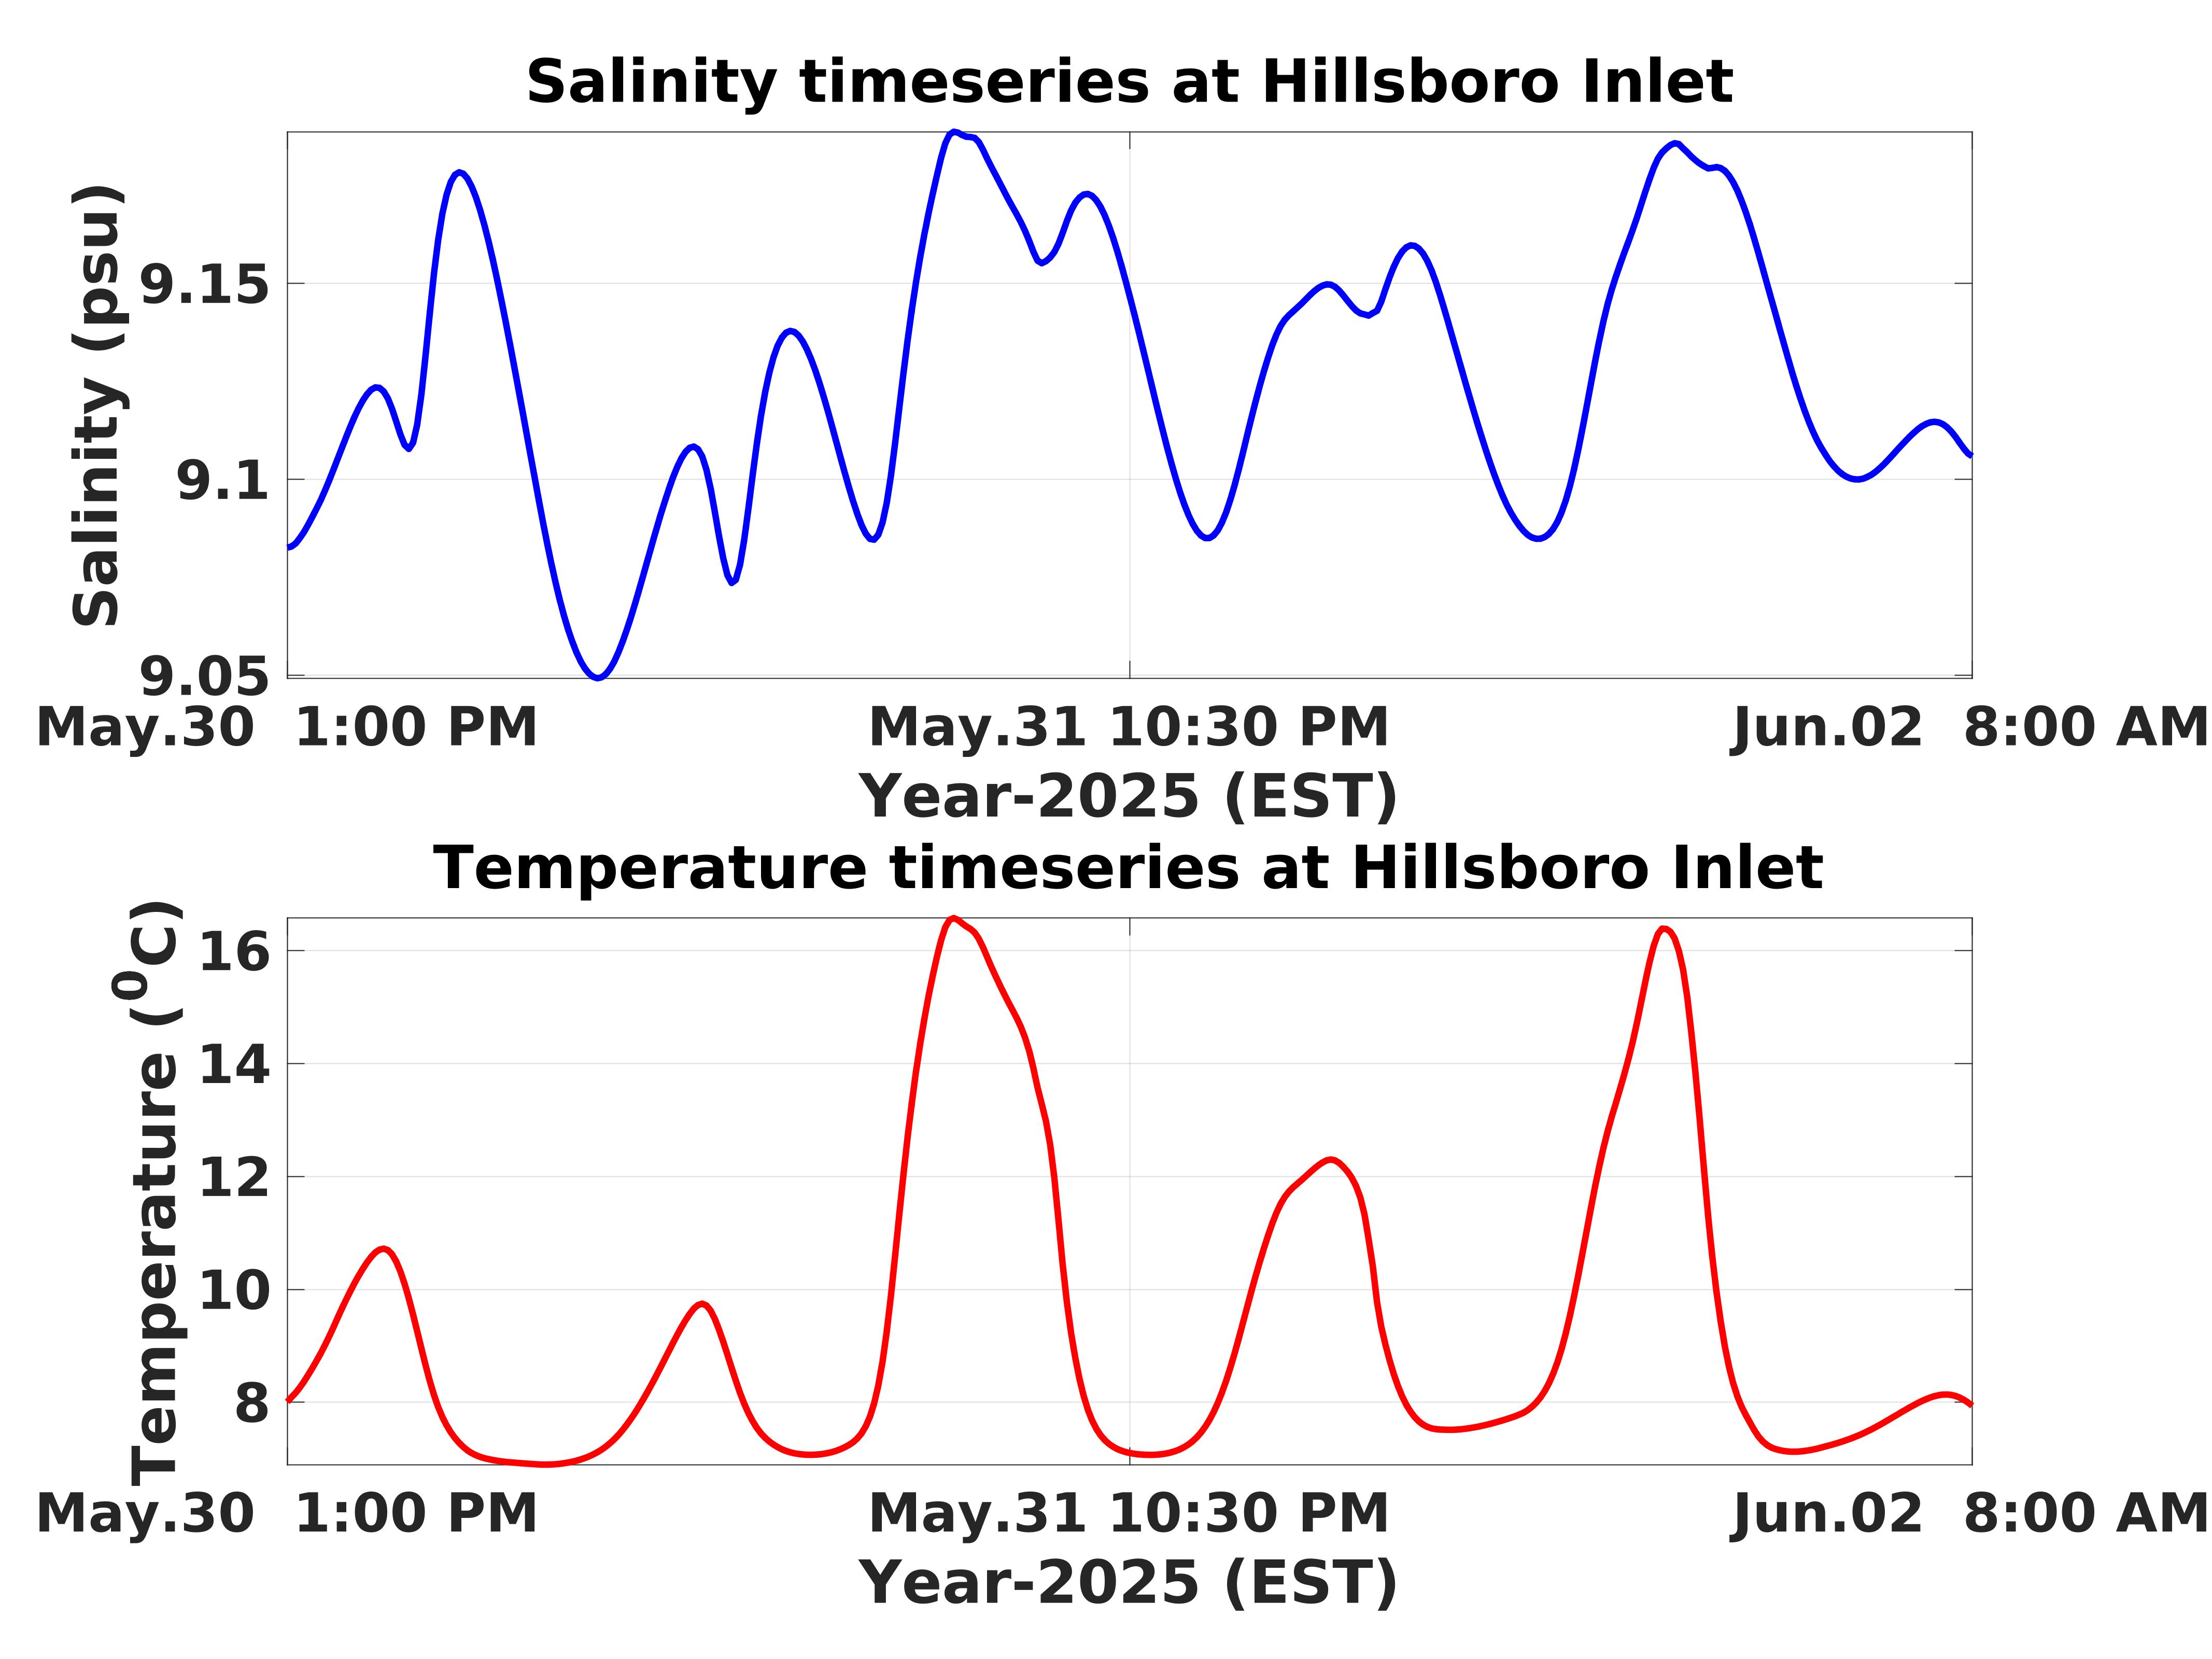 Salinity timeseries at Hillsboro Inlet
Salinity (psu)
9.15
9.1
9.05
May.30 1:00 PM May.31 10:30 PM Jun.02 8:00 AM
Year-2025 (EST)
Temperature timeseries at Hillsboro Inlet
Temperature (⁰C)
16
14
12
10
8
May.30 1:00 PM May.31 10:30 PM Jun.02 8:00 AM
Year-2025 (EST)